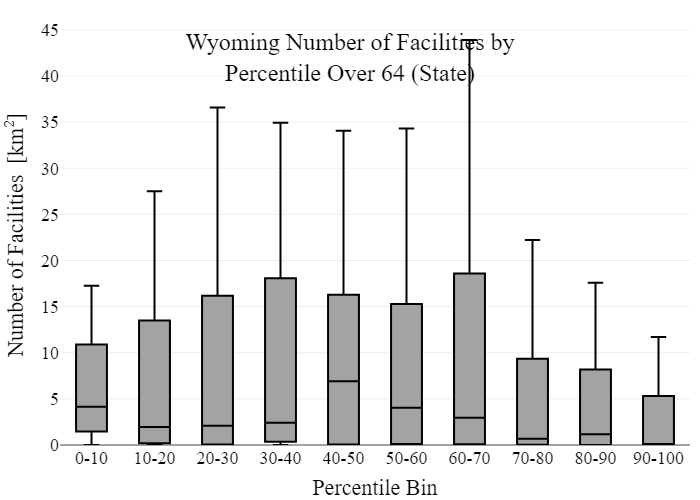 Wyoming Number of Facilities by
Percentile Over 64 (State)
Number of Facilities [km²]
45
40
35
30
25
20
15
10
5
0
0-10 10-20 20-30 30-40 40-50 50-60 60-70 70-80 80-90 90-100
Percentile Bin